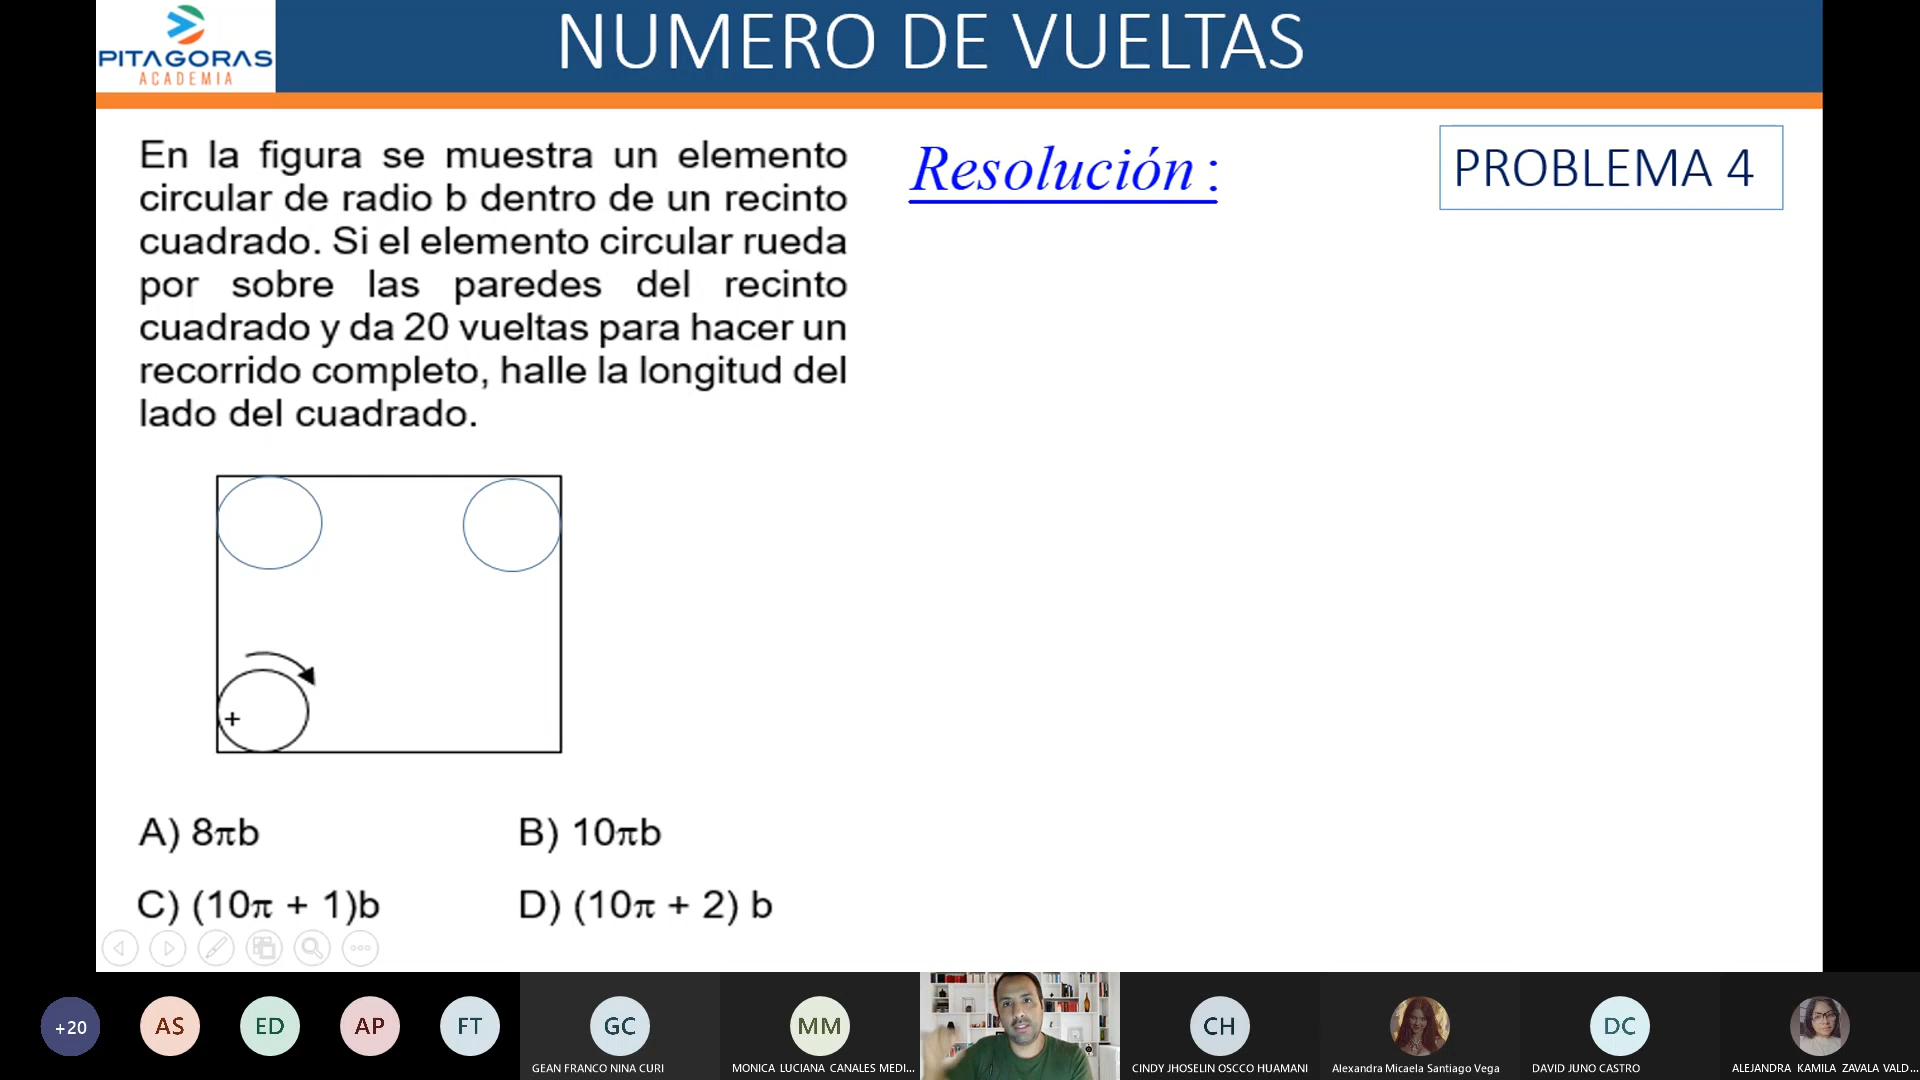 PITAGORAS
ACADEMIA
NUMERO DE VUELTAS
En la figura se muestra un elemento
circular de radio b dentro de un recinto
cuadrado. Si el elemento circular rueda
por sobre las paredes del recinto
cuadrado y da 20 vueltas para hacer un
recorrido completo, halle la longitud del
lado del cuadrado.
Resolución :
PROBLEMA 4
+
A) 8πb
B) 10πb
C) (10π + 1)b
D) (10π + 2) b
+20
AS
ED
AP
FT
GC
GEAN FRANCO NINA CURI
MM
MONICA LUCIANA CANALES MEDI...
CH
CINDY JHOSELIN OSCCO HUAMANI
Alexandra Micaela Santiago Vega
DC
DAVID JUNO CASTRO
ALEJANDRA KAMILA ZAVALA VALD...